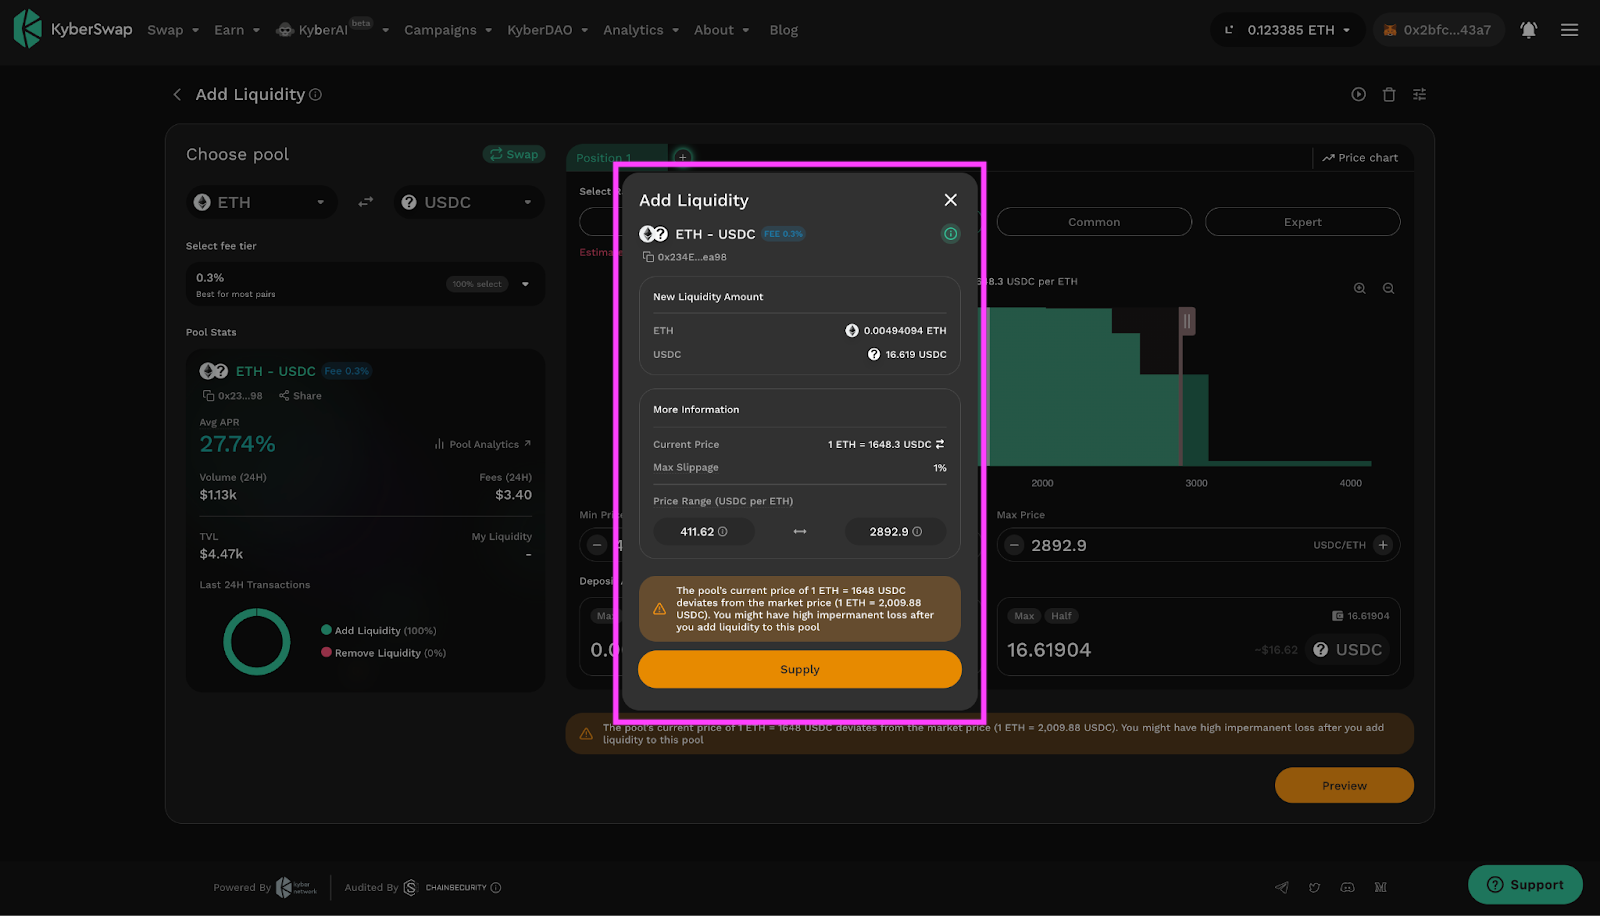 KyberSwap Swap Earn KyberAI beta Campaigns KyberDAO Analytics About Blog 0.123385 ETH 0x2bfc...43a7
Add Liquidity
Choose pool
Swap
ETH
USDC
Select fee tier
0.3%
Best for most pairs
100% select
Pool Stats
ETH - USDC Fee 0.3%
0x23...98 Share
Avg APR
27.74%
Pool Analytics
Volume (24H) Fees (24H)
$1.13k $3.40
TVL My Liquidity
$4.47k -
Last 24H Transactions
Add Liquidity (100%)
Remove Liquidity (0%)
Position 1
+
Price chart
Select
Common
Expert
Estimate
48.3 USDC per ETH
2000 3000 4000
Min Price
Max Price
2892.9 USDC/ETH
Deposit
Max
0.0
Max Half 16.61904
16.61904 ~$16.62 USDC
Add Liquidity
ETH - USDC FEE 0.3%
0x234E...ea98
New Liquidity Amount
ETH 0.00494094 ETH
USDC 16.619 USDC
More Information
Current Price 1 ETH = 1648.3 USDC
Max Slippage 1%
Price Range (USDC per ETH)
411.62 2892.9
The pool's current price of 1 ETH = 1648 USDC
deviates from the market price (1 ETH = 2,009.88
USDC). You might have high impermanent loss after
you add liquidity to this pool
Supply
The pool's current price of 1 ETH = 1648 USDC deviates from the market price (1 ETH = 2,009.88 USDC). You might have high impermanent loss after you add
liquidity to this pool
Preview
Powered By kyber network
Audited By CHAINSECURITY
Support